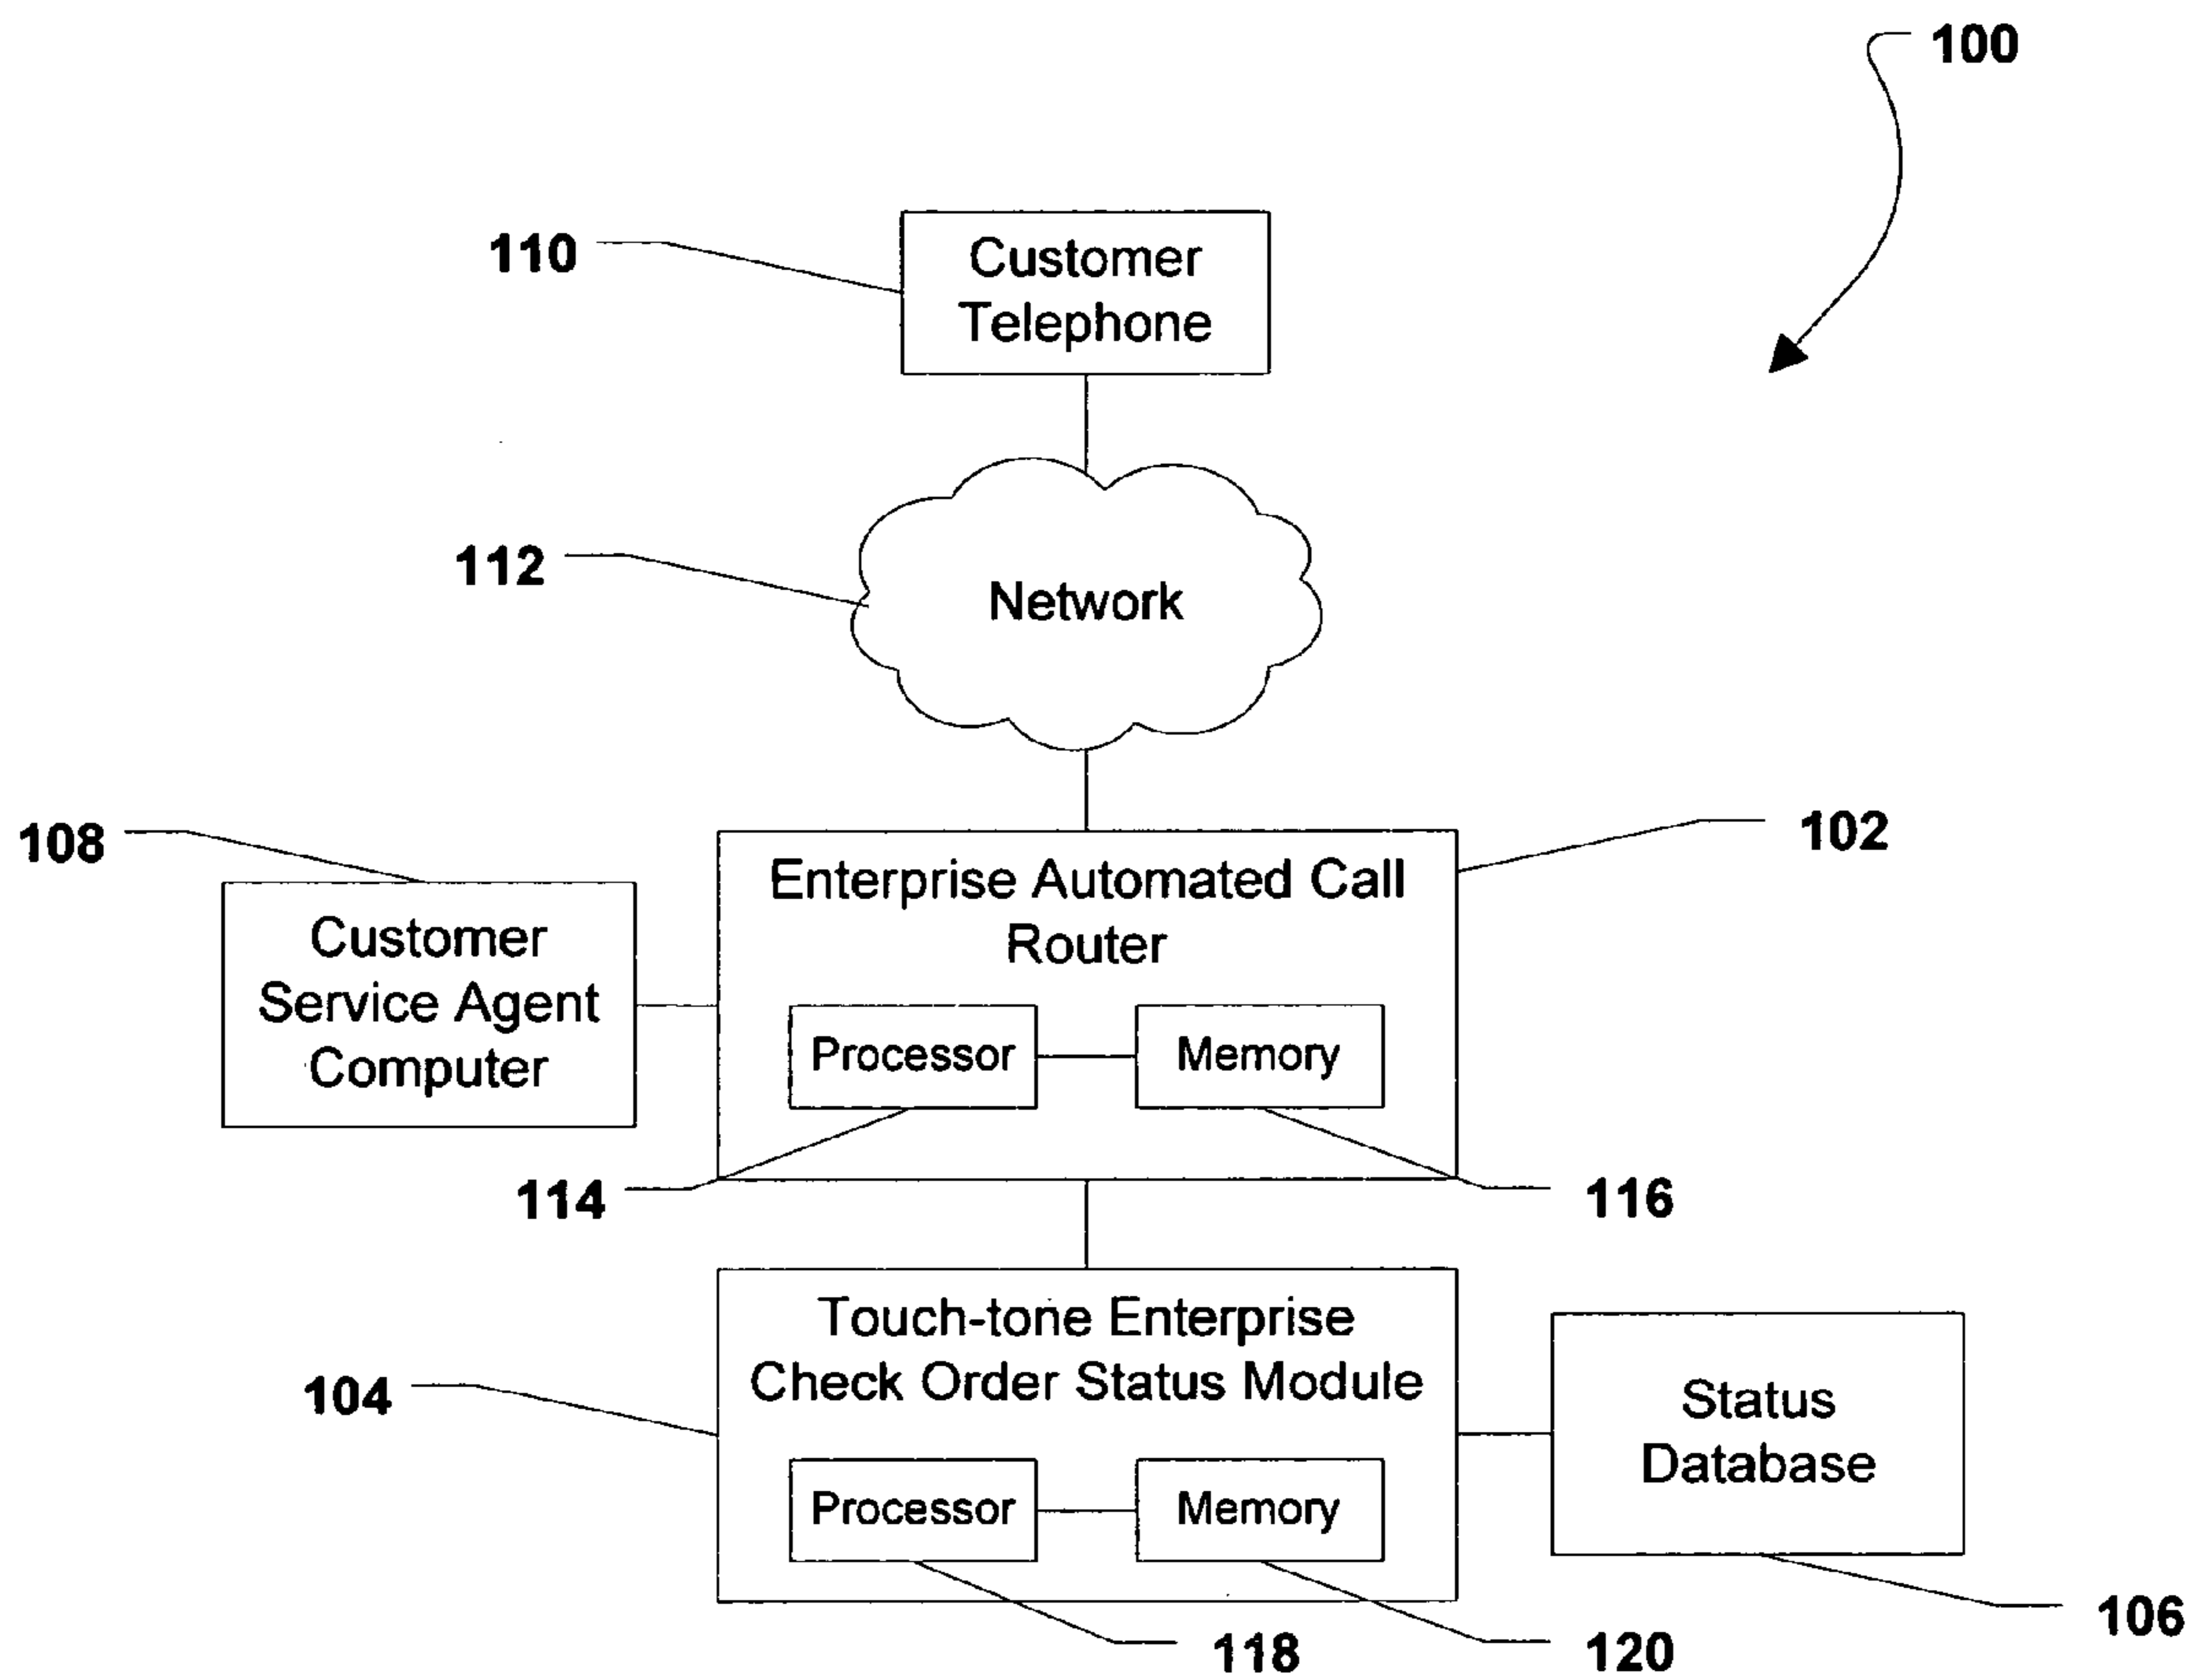 100
110
Customer
Telephone
112
Network
108
102
Enterprise Automated Call
Router
Customer
Service Agent
Computer
Processor
Memory
114
116
Touch-tone Enterprise
Check Order Status Module
104
Status
Database
Processor
Memory
118
120
106